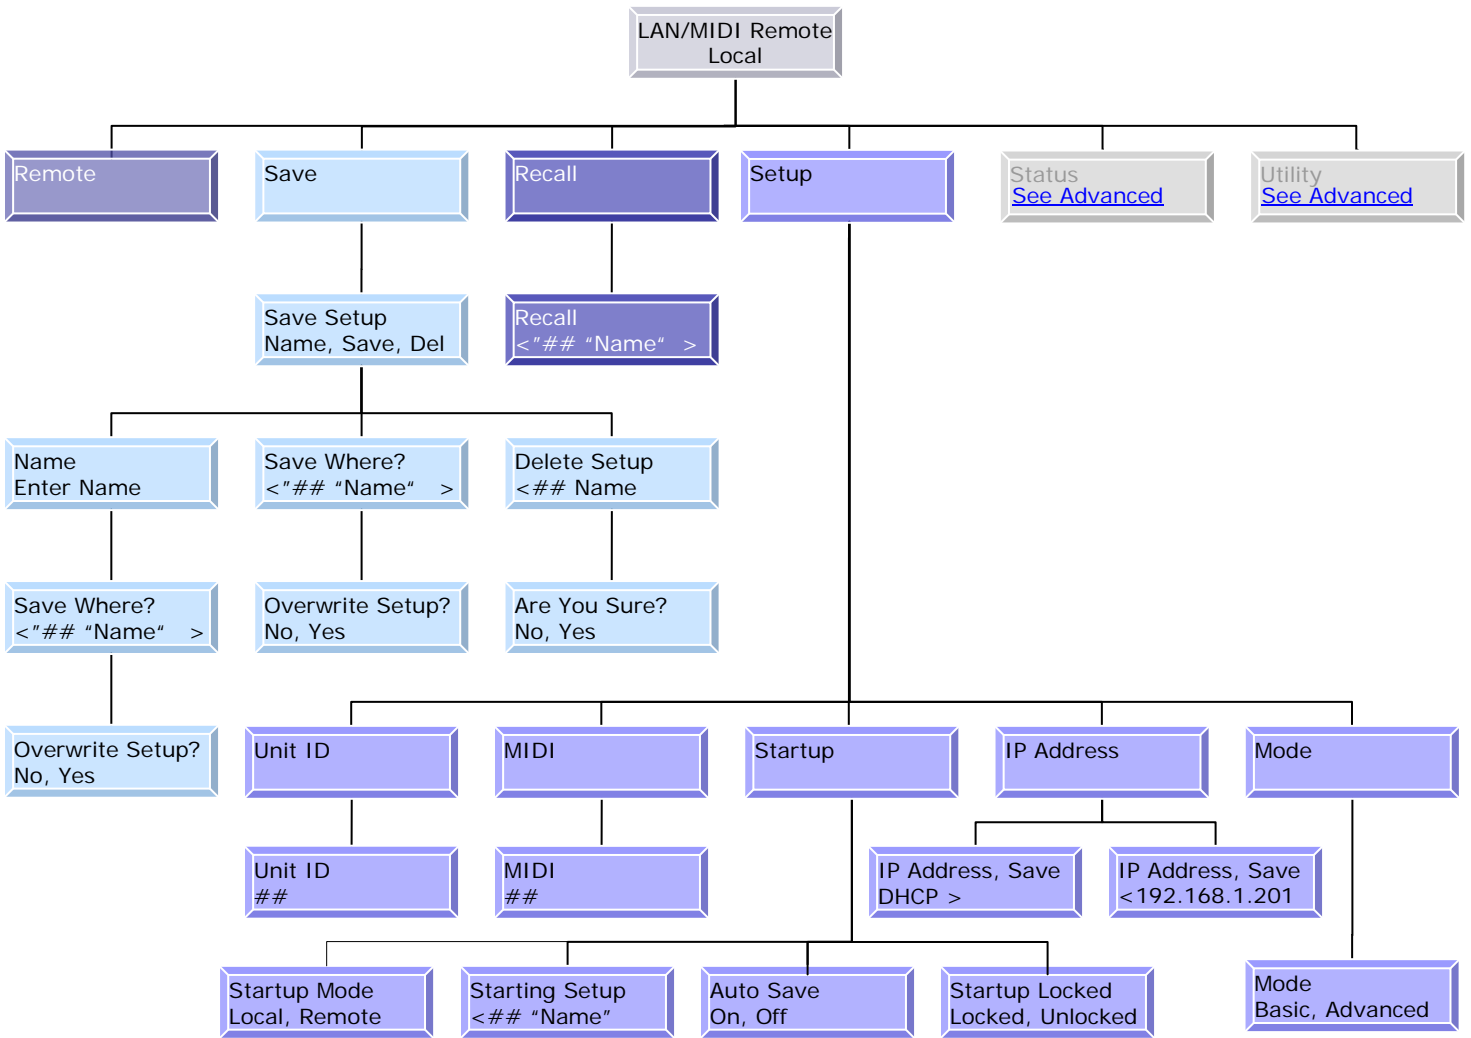 LAN/MIDI Remote
Local
Remote
Save
Recall
Setup
Status
See Advanced
Utility
See Advanced
Save Setup
Name, Save, Del
Recall
<"## “Name“ >
Name
Enter Name
Save Where?
<"## “Name“ >
Delete Setup
<## Name
Save Where?
<"## “Name“ >
Overwrite Setup?
No, Yes
Are You Sure?
No, Yes
Overwrite Setup?
No, Yes
Unit ID
MIDI
Startup
IP Address
Mode
Unit ID
##
MIDI
##
IP Address, Save
DHCP >
IP Address, Save
<192.168.1.201
Startup Mode
Local, Remote
Starting Setup
<## “Name”
Auto Save
On, Off
Startup Locked
Locked, Unlocked
Mode
Basic, Advanced